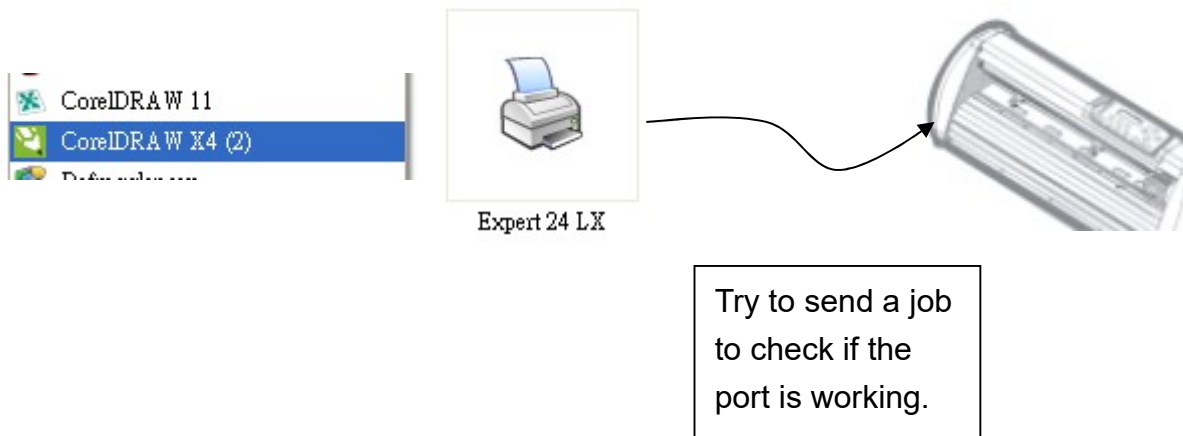 CorelDRAW 11
CorelDRAW X4 (2)
Expert 24 LX
Try to send a job
to check if the
port is working.